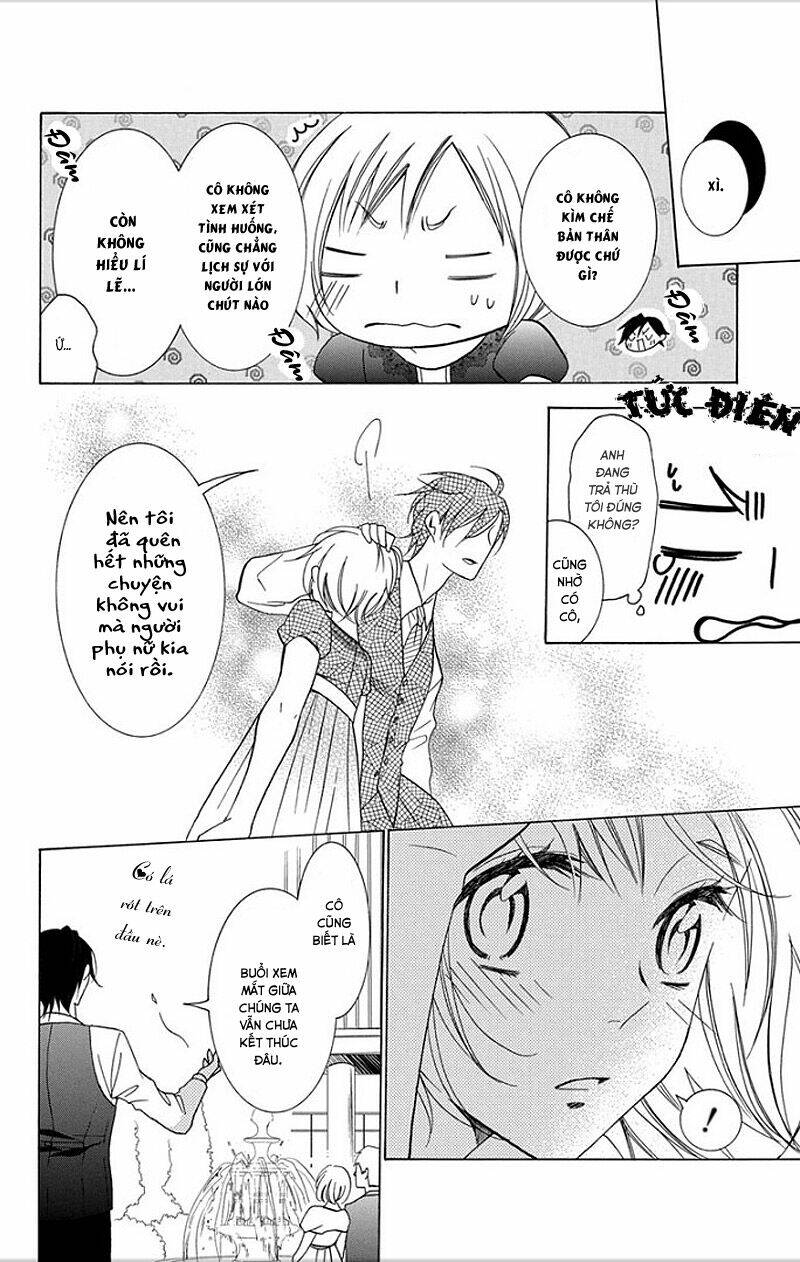 XÌ.
CÔ KHÔNG
KÌM CHẾ
BẢN THÂN
ĐƯỢC CHỨ
GÌ?
Đâm
CÔ KHÔNG
XEM XÉT
TÌNH HUỐNG,
CŨNG CHẲNG
LỊCH SỰ VỚI
NGƯỜI LỚN
CHÚT NÀO
Đâm
CÒN
KHÔNG
HIỂU LÍ
LẼ...
Đâm
Ứ...
TỨC ĐIÊN
ANH
ĐANG
TRẢ THÙ
TÔI ĐÚNG
KHÔNG?
CŨNG
NHỜ
CÓ
CÔ,
Nên tôi
đã quên
hết những
chuyện
không vui
mà người
phụ nữ kia
nói rồi.
!
CÔ
CŨNG
BIẾT LÀ
BUỔI XEM
MẮT GIỮA
CHÚNG TA
VẪN CHƯA
KẾT THÚC
ĐÂU.
Có lá
rớt trên
đầu nè.